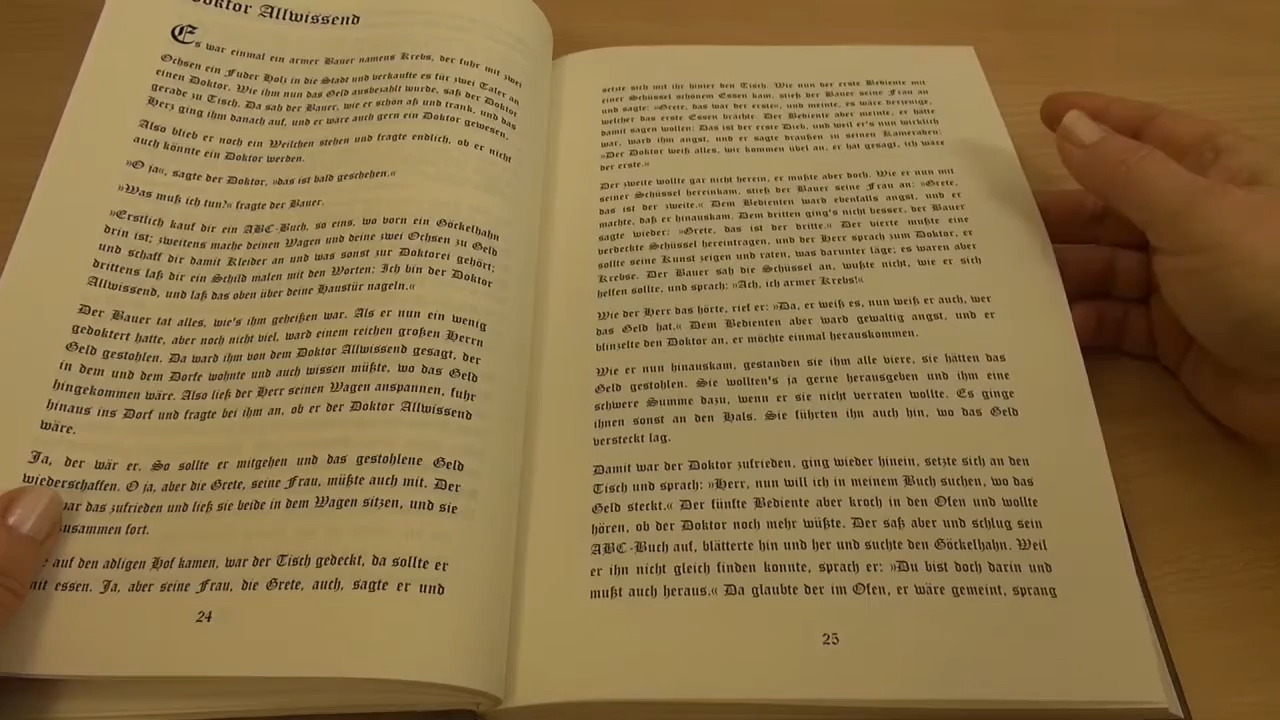 Doktor Allwissend
Es war einmal ein armer Bauer namens Krebs, der fuhr mit zwei
Ochsen ein Fuder Holz in die Stadt und verkaufte es für zwei Taler an
einen Doktor. Wie ihm nun das Geld ausbezahlt wurde, saß der Doktor
gerade zu Tisch. Da sah der Bauer, wie er schön aß und trank, und das
Herz ging ihm danach auf, und er wäre auch gern ein Doktor gewesen.
Also blieb er noch ein Weilchen stehen und fragte endlich, ob er nicht
auch könnte ein Doktor werden.
»O ja«, sagte der Doktor, »das ist bald geschehen.«
»Was muß ich tun?« fragte der Bauer.
»Erstlich kauf dir ein ABC-Buch, so eins, wo vorn ein Göckelhahn
drin ist; zweitens mache deinen Wagen und deine zwei Ochsen zu Geld
und schaff dir damit Kleider an und was sonst zur Doktorei gehört;
drittens laß dir ein Schild malen mit den Worten: Ich bin der Doktor
Allwissend, und laß das oben über deine Haustür nageln.«
Der Bauer tat alles, wie's ihm geheißen war. Als er nun ein wenig
gedoktert hatte, aber noch nicht viel, ward einem reichen großen Herrn
Geld gestohlen. Da ward ihm von dem Doktor Allwissend gesagt, der
in dem und dem Dorfe wohnte und auch wissen müßte, wo das Geld
hingekommen wäre. Also ließ der Herr seinen Wagen anspannen, fuhr
hinaus ins Dorf und fragte bei ihm an, ob er der Doktor Allwissend
wäre.
Ja, der wär er. So sollte er mitgehen und das gestohlene Geld
wiederschaffen. O ja, aber die Grete, seine Frau, müßte auch mit. Der
war das zufrieden und ließ sie beide in dem Wagen sitzen, und sie
zusammen fort.
auf den adligen Hof kamen, war der Tisch gedeckt, da sollte er
mit essen. Ja, aber seine Frau, die Grete, auch, sagte er und
24
setzte sich mit ihr hinter den Tisch. Wie nun der erste Bediente mit
einer Schüssel schönem Essen kam, stieß der Bauer seine Frau an
und sagte: »Grete, das war der erste«, und meinte, es wäre derjenige,
welcher das erste Essen brächte. Der Bediente aber meinte, er hätte
damit sagen wollen: Das ist der erste Dieb, und weil er's nun wirklich
war, ward ihm angst, und er sagte draußen zu seinen Kameraden:
»Der Doktor weiß alles, wir kommen übel an, er hat gesagt, ich wäre
der erste.«
Der zweite wollte gar nicht herein, er mußte aber doch. Wie er nun mit
seiner Schüssel hereinkam, stieß der Bauer seine Frau an: »Grete,
das ist der zweite.« Dem Bedienten ward ebenfalls angst, und er
machte, daß er hinauskam. Dem dritten ging's nicht besser, der Bauer
sagte wieder: »Grete, das ist der dritte.« Der vierte mußte eine
verdeckte Schüssel hereintragen, und der Herr sprach zum Doktor, er
sollte seine Kunst zeigen und raten, was darunter läge; es waren aber
Krebse. Der Bauer sah die Schüssel an, wußte nicht, wie er sich
helfen sollte, und sprach: »Ach, ich armer Krebs!«
Wie der Herr das hörte, rief er: »Da, er weiß es, nun weiß er auch, wer
das Geld hat.« Dem Bedienten aber ward gewaltig angst, und er
blinzelte den Doktor an, er möchte einmal herauskommen.
Wie er nun hinauskam, gestanden sie ihm alle viere, sie hätten das
Geld gestohlen. Sie wollten's ja gerne herausgeben und ihm eine
schwere Summe dazu, wenn er sie nicht verraten wollte. Es ginge
ihnen sonst an den Hals. Sie führten ihn auch hin, wo das Geld
versteckt lag.
Damit war der Doktor zufrieden, ging wieder hinein, setzte sich an den
Tisch und sprach: »Herr, nun will ich in meinem Buch suchen, wo das
Geld steckt.« Der fünfte Bediente aber kroch in den Ofen und wollte
hören, ob der Doktor noch mehr wüßte. Der saß aber und schlug sein
ABC-Buch auf, blätterte hin und her und suchte den Göckelhahn. Weil
er ihn nicht gleich finden konnte, sprach er: »Du bist doch darin und
mußt auch heraus.« Da glaubte der im Ofen, er wäre gemeint, sprang
25